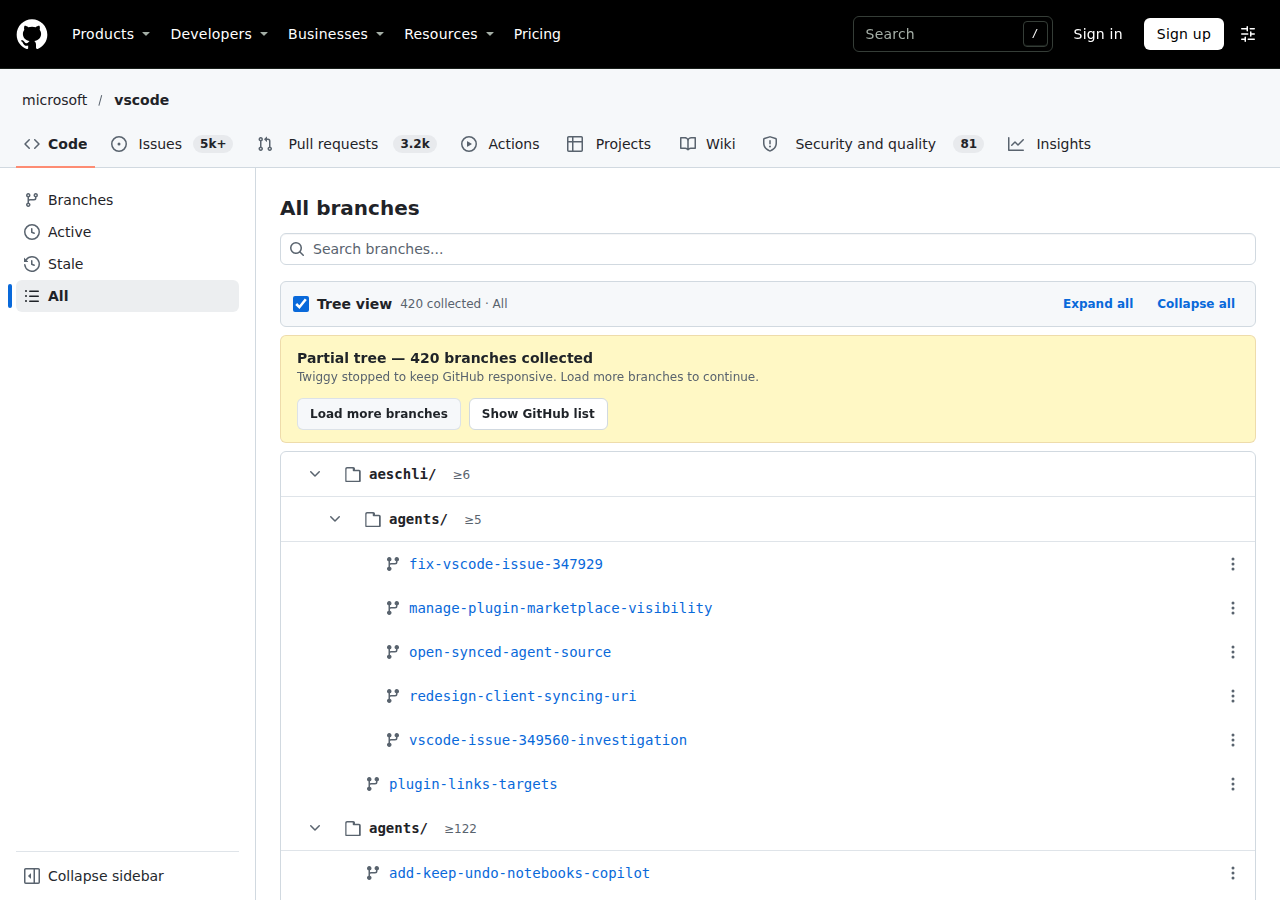 Products Developers Businesses Resources Pricing Search / Sign in Sign up
microsoft / vscode
Code Issues 5k+ Pull requests 3.2k Actions Projects Wiki Security and quality 81 Insights
Branches
Active
Stale
All
Collapse sidebar
All branches
Search branches...
Tree view 420 collected · All Expand all Collapse all
Partial tree — 420 branches collected
Twiggy stopped to keep GitHub responsive. Load more branches to continue.
Load more branches Show GitHub list
aeschli/ ≥6
agents/ ≥5
fix-vscode-issue-347929
manage-plugin-marketplace-visibility
open-synced-agent-source
redesign-client-syncing-uri
vscode-issue-349560-investigation
plugin-links-targets
agents/ ≥122
add-keep-undo-notebooks-copilot